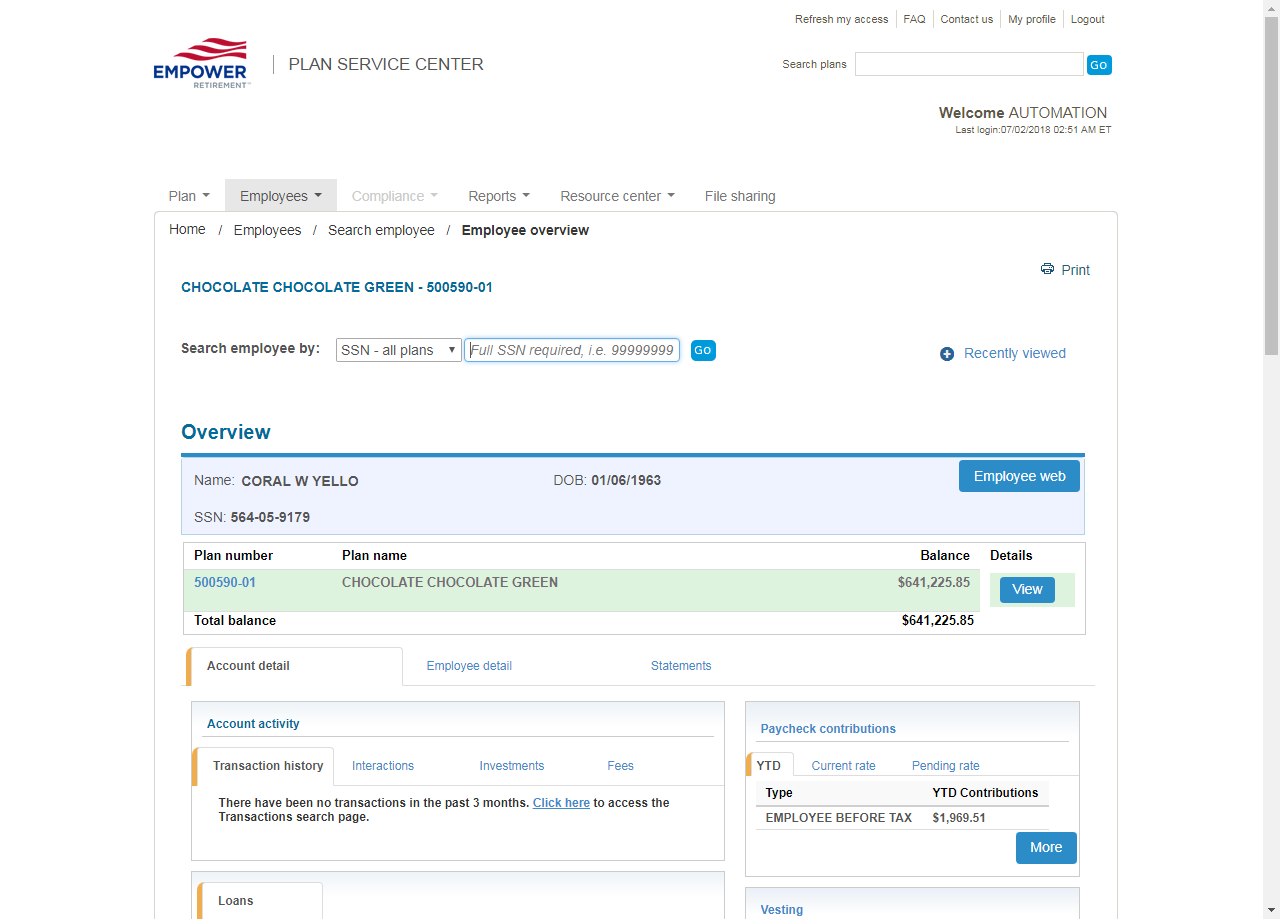 Refresh my access FAQ Contact us My profile Logout
EMPOWER
RETIREMENT™
PLAN SERVICE CENTER
Search plans Go
Welcome AUTOMATION
Last login:07/02/2018 02:51 AM ET
Plan Employees Compliance Reports Resource center File sharing
Home / Employees / Search employee / Employee overview
Print
CHOCOLATE CHOCOLATE GREEN - 500590-01
Search employee by: SSN - all plans Full SSN required, i.e. 99999999 Go
Recently viewed
Overview
Name: CORAL W YELLO DOB: 01/06/1963 Employee web
SSN: 564-05-9179
Plan number Plan name Balance Details
500590-01 CHOCOLATE CHOCOLATE GREEN $641,225.85 View
Total balance $641,225.85
Account detail Employee detail Statements
Account activity
Transaction history Interactions Investments Fees
There have been no transactions in the past 3 months. Click here to access the
Transactions search page.
Loans
Paycheck contributions
YTD Current rate Pending rate
Type YTD Contributions
EMPLOYEE BEFORE TAX $1,969.51
More
Vesting